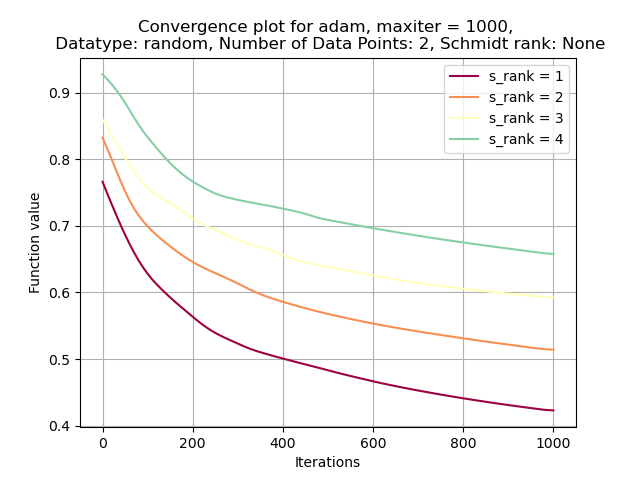 Convergence plot for adam, maxiter = 1000,
Datatype: random, Number of Data Points: 2, Schmidt rank: None
s_rank = 1
s_rank = 2
s_rank = 3
s_rank = 4
0.9
0.8
0.7
0.6
0.5
0.4
Function value
0 200 400 600 800 1000
Iterations